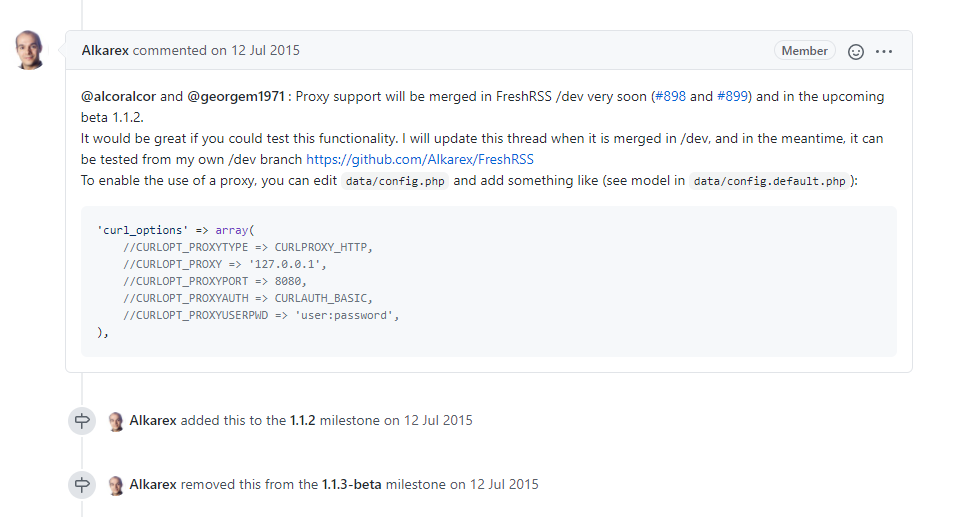 Alkarex commented on 12 Jul 2015 Member
@alcoralcor and @georgem1971 : Proxy support will be merged in FreshRSS /dev very soon (#898 and #899) and in the upcoming
beta 1.1.2.
It would be great if you could test this functionality. I will update this thread when it is merged in /dev, and in the meantime, it can
be tested from my own /dev branch https://github.com/Alkarex/FreshRSS
To enable the use of a proxy, you can edit data/config.php and add something like (see model in data/config.default.php ):
'curl_options' => array(
    //CURLOPT_PROXYTYPE => CURLPROXY_HTTP,
    //CURLOPT_PROXY => '127.0.0.1',
    //CURLOPT_PROXYPORT => 8080,
    //CURLOPT_PROXYAUTH => CURLAUTH_BASIC,
    //CURLOPT_PROXYUSERPWD => 'user:password',
),
Alkarex added this to the 1.1.2 milestone on 12 Jul 2015
Alkarex removed this from the 1.1.3-beta milestone on 12 Jul 2015